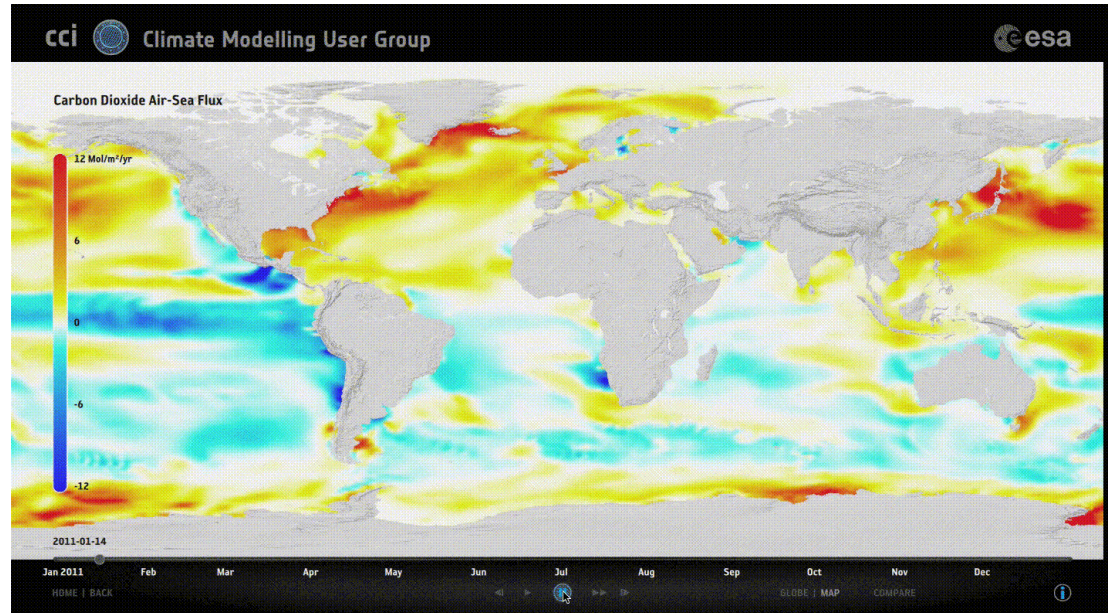 cci Climate Modelling User Group
esa
Carbon Dioxide Air-Sea Flux
12 Mol/m²/yr
6
0
-6
-12
2011-01-14
Jan 2011 Feb Mar Apr May Jun Jul Aug Sep Oct Nov Dec
HOME | BACK GLOBE | MAP COMPARE
i